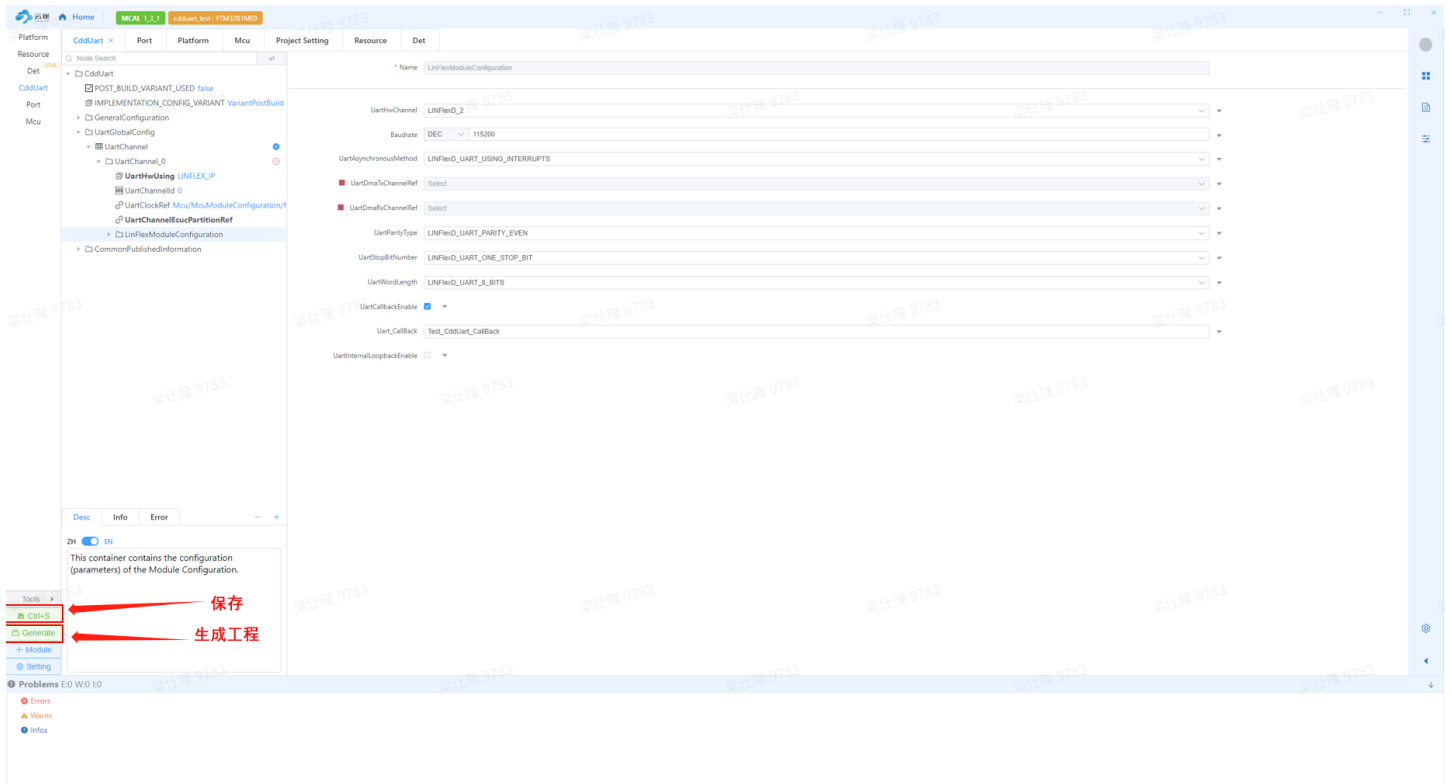 云途 Home MCAL 1_3_1 cdduart_test : YTM32B1ME0
Platform
Resource
Det
CddUart
Port
Mcu
CddUart × Port Platform Mcu Project Setting Resource Det
Node Search
CddUart
POST_BUILD_VARIANT_USED false
IMPLEMENTATION_CONFIG_VARIANT VariantPostBuild
GeneralConfiguration
UartGlobalConfig
UartChannel
UartChannel_0
UartHwUsing LINFLEX_IP
UartChannelId 0
UartClockRef Mcu/McuModuleConfiguration/M
UartChannelEcucPartitionRef
LinFlexModuleConfiguration
CommonPublishedInformation
* Name LinFlexModuleConfiguration
UartHwChannel LINFlexD_2
Baudrate DEC 115200
UartAsynchronousMethod LINFlexD_UART_USING_INTERRUPTS
UartDmaTxChannelRef Select
UartDmaRxChannelRef Select
UartParityType LINFlexD_UART_PARITY_EVEN
UartStopBitNumber LINFlexD_UART_ONE_STOP_BIT
UartWordLength LINFlexD_UART_8_BITS
UartCallbackEnable
Uart_CallBack Test_CddUart_CallBack
UartInternalLoopbackEnable
Desc Info Error
ZH EN
This container contains the configuration
(parameters) of the Module Configuration.
Tools
Ctrl+S
保存
Generate
生成工程
+ Module
Setting
Problems E:0 W:0 I:0
Errors
Warns
Infos
梁仕隆 9783